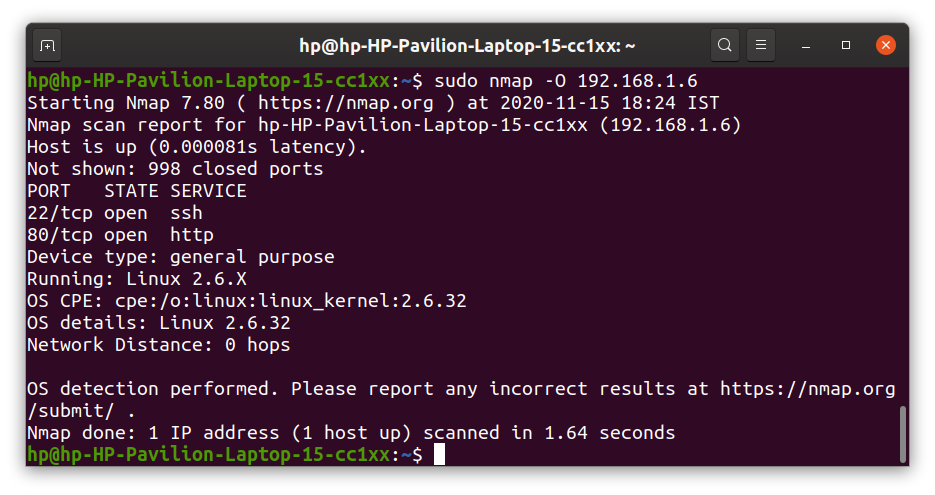 hp@hp-HP-Pavilion-Laptop-15-cc1xx: ~
hp@hp-HP-Pavilion-Laptop-15-cc1xx:~$ sudo nmap -O 192.168.1.6
Starting Nmap 7.80 ( https://nmap.org ) at 2020-11-15 18:24 IST
Nmap scan report for hp-HP-Pavilion-Laptop-15-cc1xx (192.168.1.6)
Host is up (0.000081s latency).
Not shown: 998 closed ports
PORT   STATE SERVICE
22/tcp open  ssh
80/tcp open  http
Device type: general purpose
Running: Linux 2.6.X
OS CPE: cpe:/o:linux:linux_kernel:2.6.32
OS details: Linux 2.6.32
Network Distance: 0 hops

OS detection performed. Please report any incorrect results at https://nmap.org
/submit/ .
Nmap done: 1 IP address (1 host up) scanned in 1.64 seconds
hp@hp-HP-Pavilion-Laptop-15-cc1xx:~$